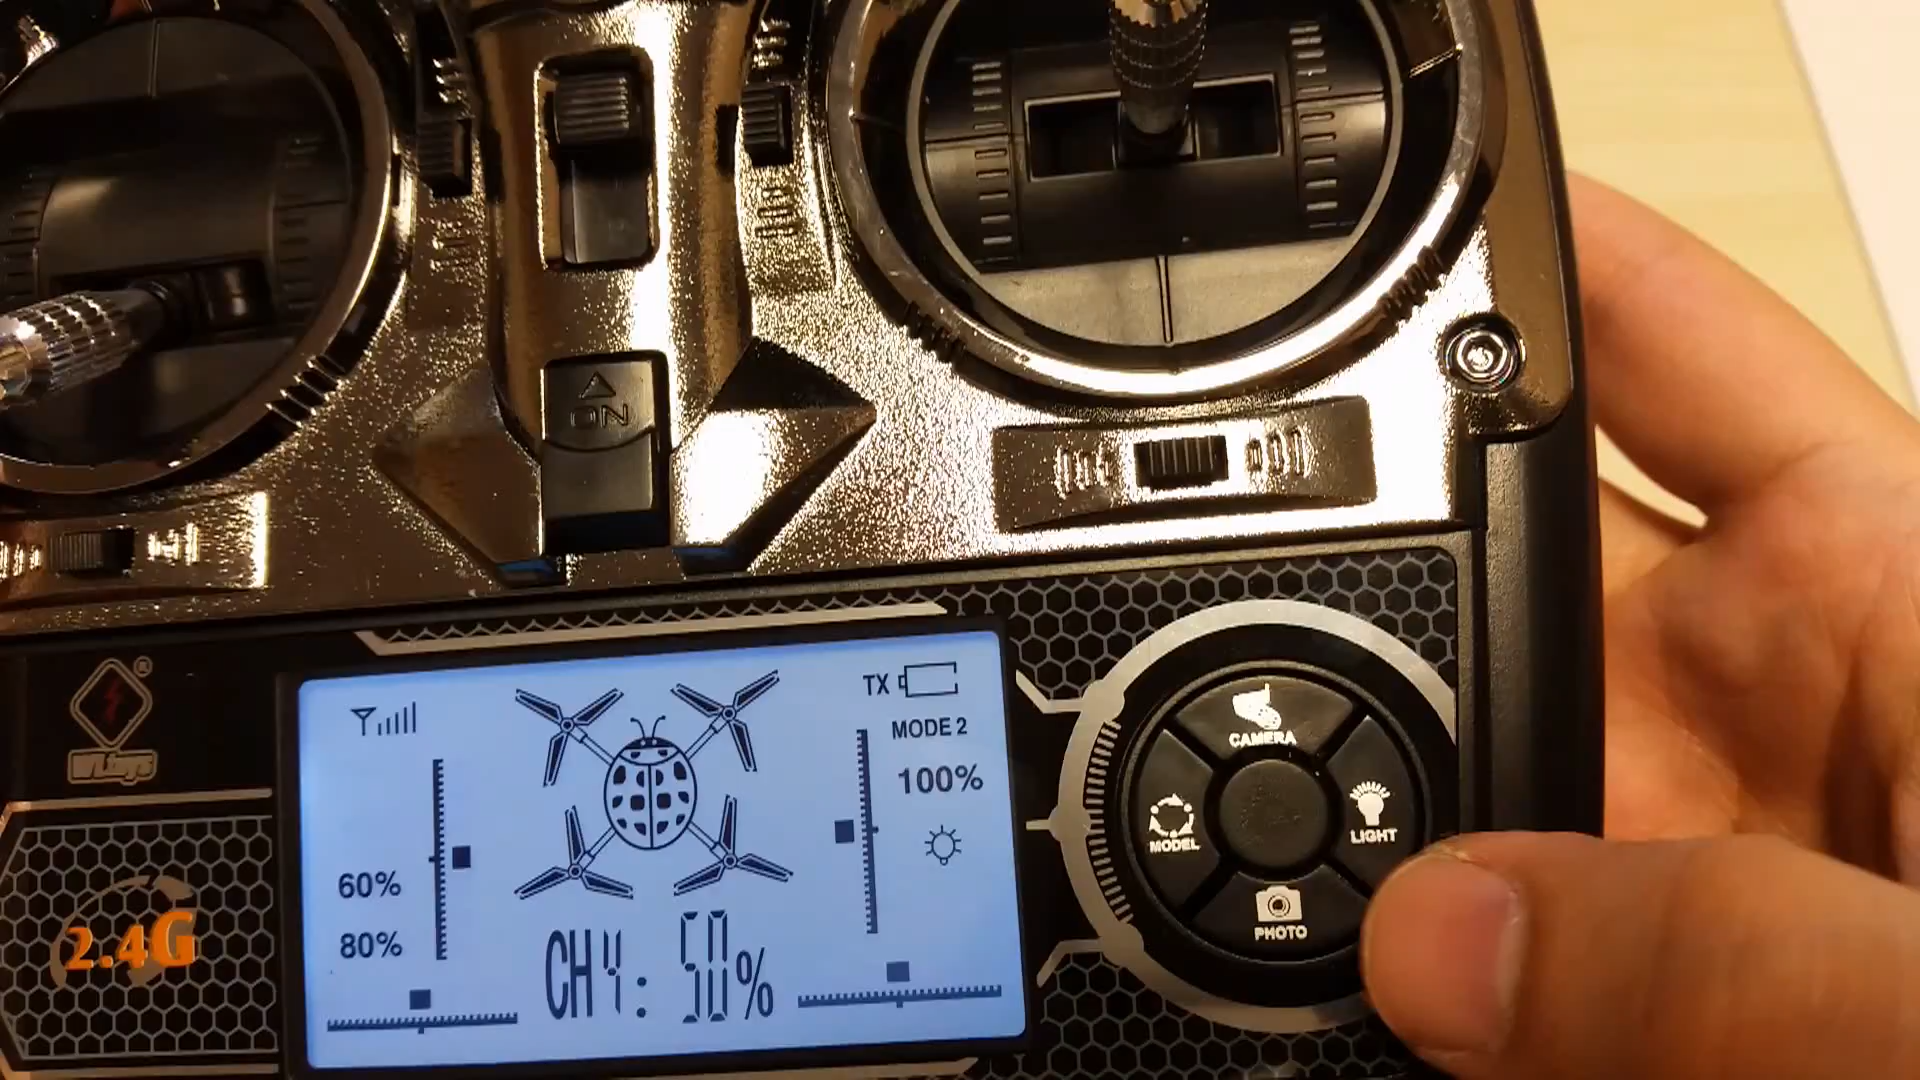 ON
WLtoys
®
2.4G
TX
MODE 2
100%
60%
80%
CH4: 50%
CAMERA
MODEL
LIGHT
PHOTO